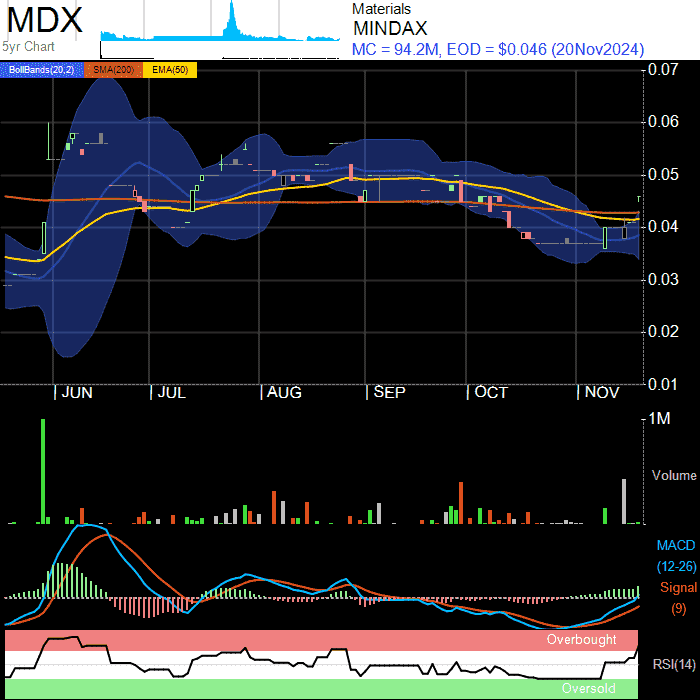 MDX
5yr Chart
Materials
MINDAX
MC = 94.2M, EOD = $0.046 (20Nov2024)
BollBands(20,2) SMA(200) EMA(50)
0.07
0.06
0.05
0.04
0.03
0.02
0.01
| JUN | JUL | AUG | SEP | OCT | NOV
1M
Volume
MACD
(12-26)
Signal
(9)
Overbought
RSI(14)
Oversold